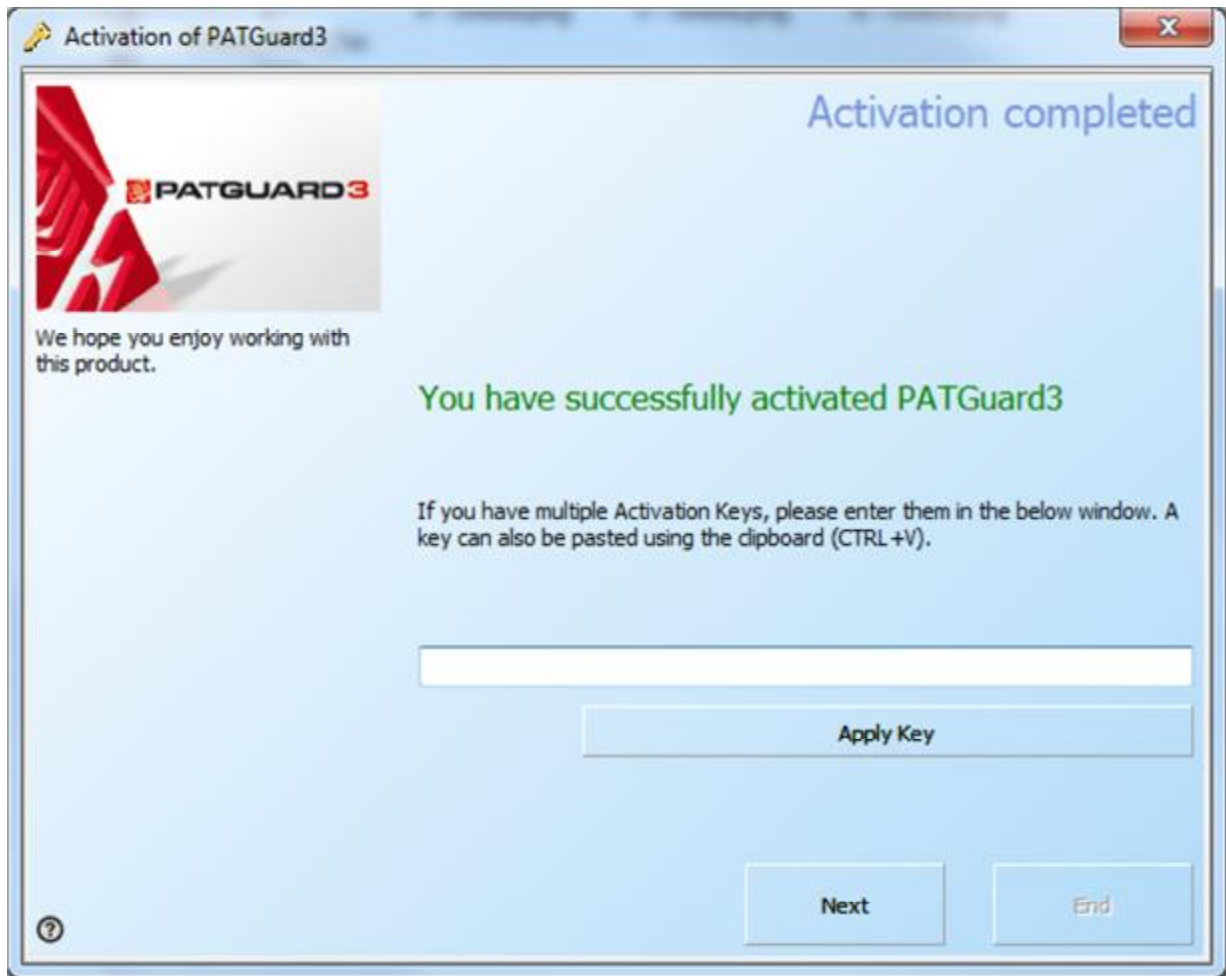 Activation of PATGuard3
Activation completed
PATGUARD3
We hope you enjoy working with
this product.
You have successfully activated PATGuard3
If you have multiple Activation Keys, please enter them in the below window. A
key can also be pasted using the clipboard (CTRL+V).
Apply Key
Next
End